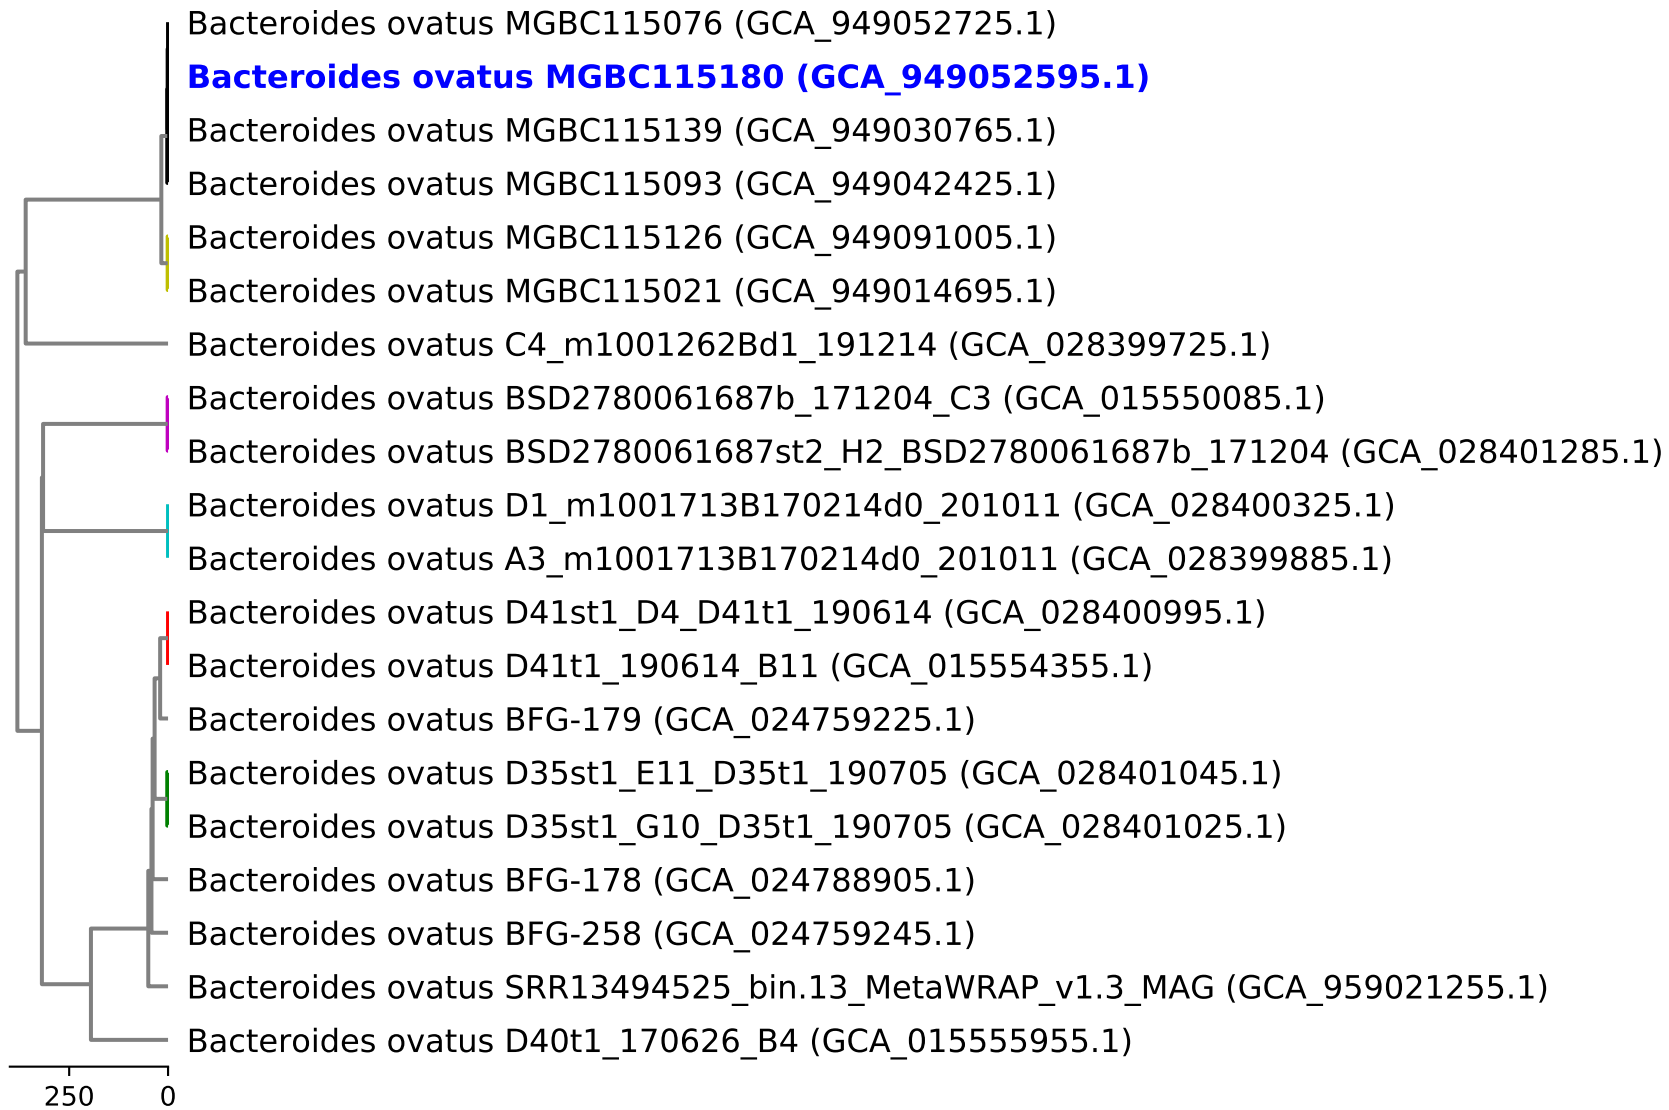 Bacteroides ovatus MGBC115076 (GCA_949052725.1)
Bacteroides ovatus MGBC115180 (GCA_949052595.1)
Bacteroides ovatus MGBC115139 (GCA_949030765.1)
Bacteroides ovatus MGBC115093 (GCA_949042425.1)
Bacteroides ovatus MGBC115126 (GCA_949091005.1)
Bacteroides ovatus MGBC115021 (GCA_949014695.1)
Bacteroides ovatus C4_m1001262Bd1_191214 (GCA_028399725.1)
Bacteroides ovatus BSD2780061687b_171204_C3 (GCA_015550085.1)
Bacteroides ovatus BSD2780061687st2_H2_BSD2780061687b_171204 (GCA_028401285.1)
Bacteroides ovatus D1_m1001713B170214d0_201011 (GCA_028400325.1)
Bacteroides ovatus A3_m1001713B170214d0_201011 (GCA_028399885.1)
Bacteroides ovatus D41st1_D4_D41t1_190614 (GCA_028400995.1)
Bacteroides ovatus D41t1_190614_B11 (GCA_015554355.1)
Bacteroides ovatus BFG-179 (GCA_024759225.1)
Bacteroides ovatus D35st1_E11_D35t1_190705 (GCA_028401045.1)
Bacteroides ovatus D35st1_G10_D35t1_190705 (GCA_028401025.1)
Bacteroides ovatus BFG-178 (GCA_024788905.1)
Bacteroides ovatus BFG-258 (GCA_024759245.1)
Bacteroides ovatus SRR13494525_bin.13_MetaWRAP_v1.3_MAG (GCA_959021255.1)
Bacteroides ovatus D40t1_170626_B4 (GCA_015555955.1)
250 0